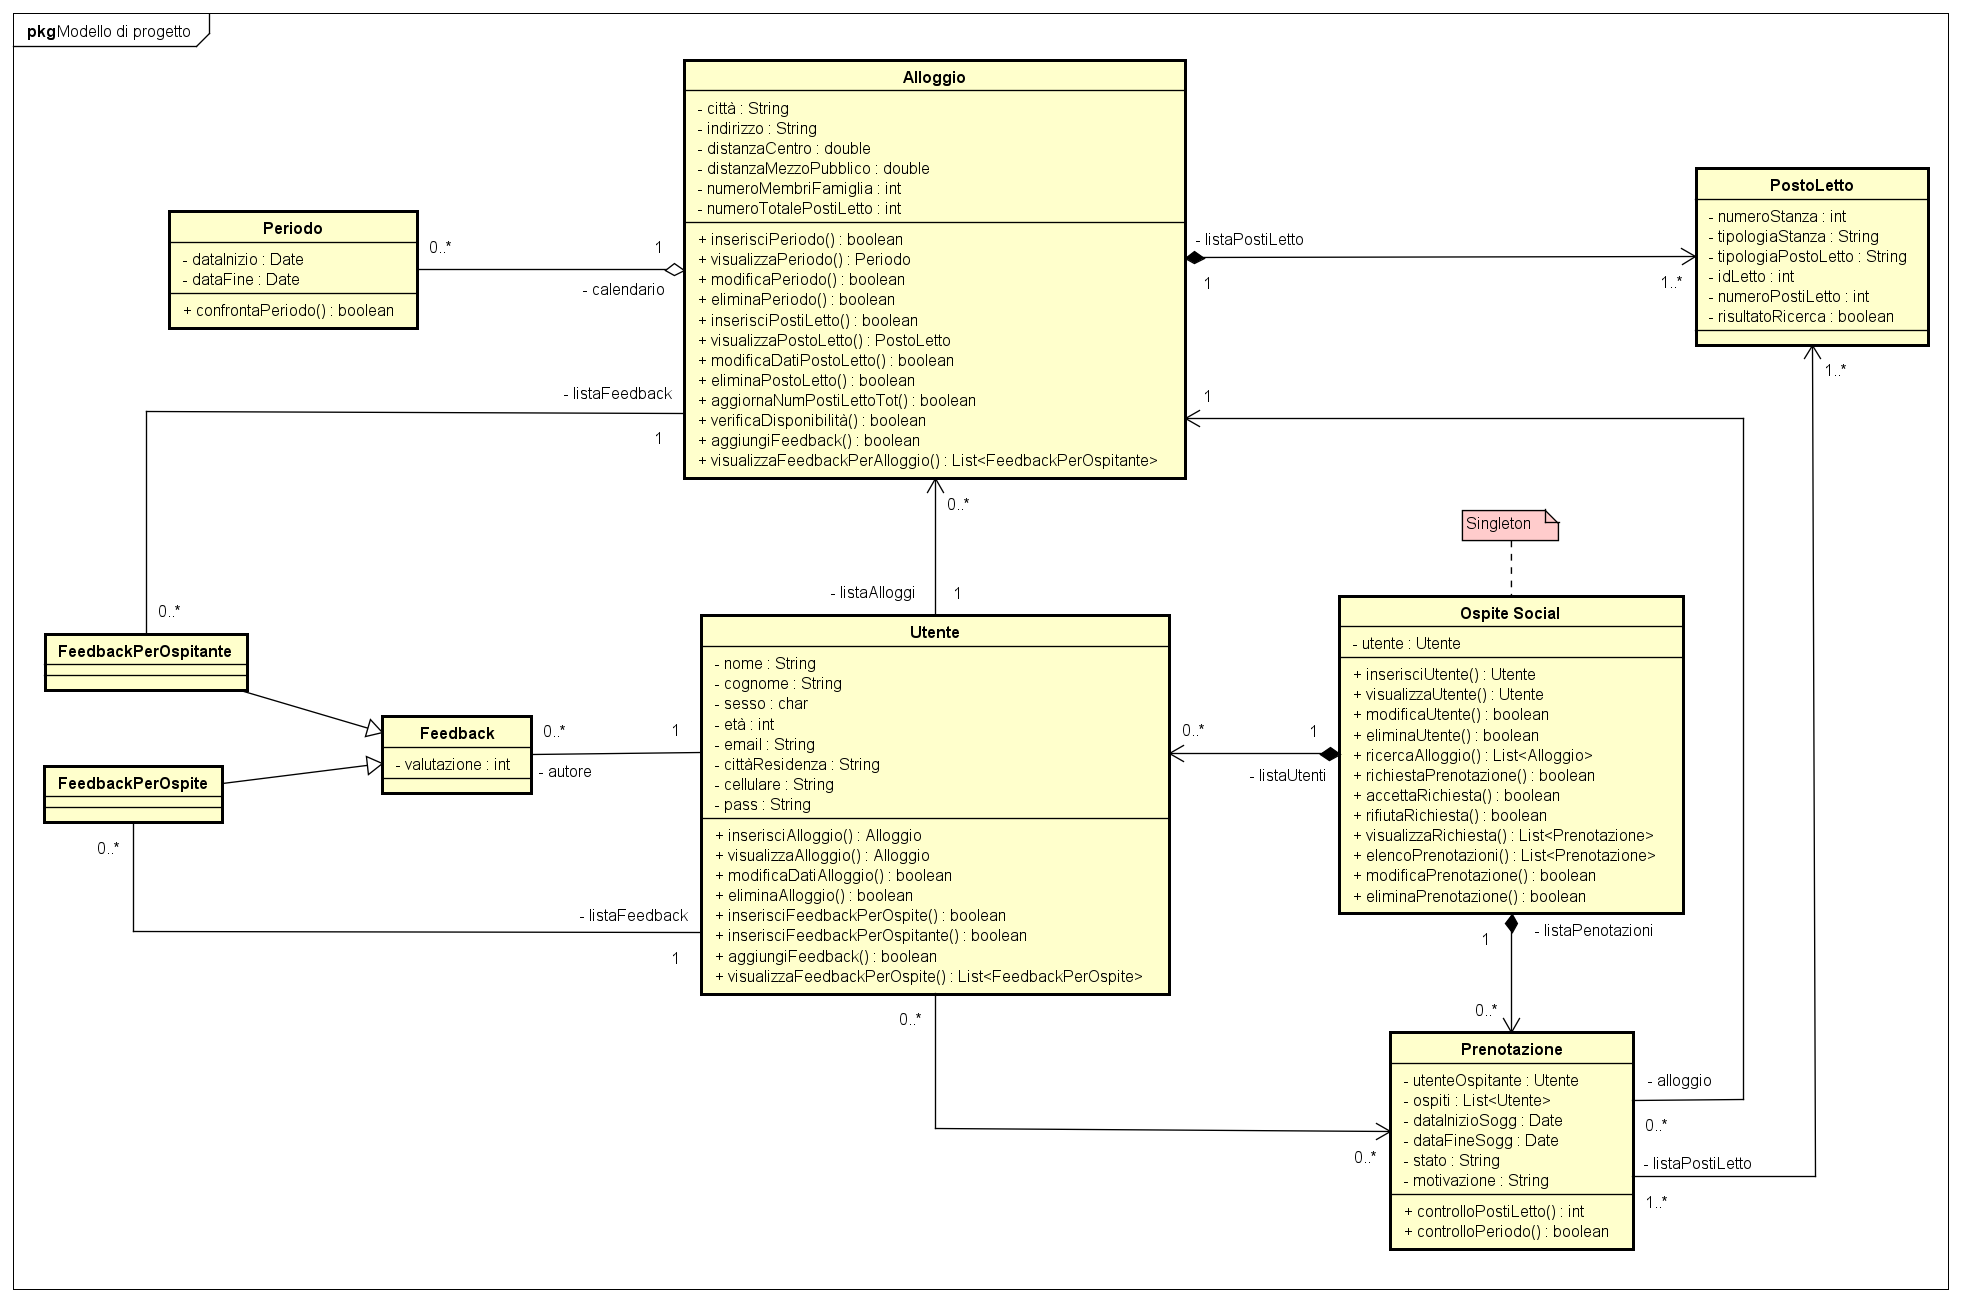 pkg Modello di progetto
Alloggio
- città : String
- indirizzo : String
- distanzaCentro : double
- distanzaMezzoPubblico : double
- numeroMembriFamiglia : int
- numeroTotalePostiLetto : int
+ inserisciPeriodo() : boolean
+ visualizzaPeriodo() : Periodo
+ modificaPeriodo() : boolean
+ eliminaPeriodo() : boolean
+ inserisciPostiLetto() : boolean
+ visualizzaPostoLetto() : PostoLetto
+ modificaDatiPostoLetto() : boolean
+ eliminaPostoLetto() : boolean
+ aggiornaNumPostiLettoTot() : boolean
+ verificaDisponibilità() : boolean
+ aggiungiFeedback() : boolean
+ visualizzaFeedbackPerAlloggio() : List<FeedbackPerOspitante>
PostoLetto
- numeroStanza : int
- tipologiaStanza : String
- tipologiaPostoLetto : String
- idLetto : int
- numeroPostiLetto : int
- risultatoRicerca : boolean
Periodo
- dataInizio : Date
- dataFine : Date
+ confrontaPeriodo() : boolean
0..*
1
- calendario
- listaPostiLetto
1
1..*
1..*
- listaFeedback
1
0..*
1
0..*
- listaAlloggi
1
Singleton
FeedbackPerOspitante
FeedbackPerOspite
Feedback
- valutazione : int
0..*
1
- autore
0..*
- listaFeedback
1
Utente
- nome : String
- cognome : String
- sesso : char
- età : int
- email : String
- cittàResidenza : String
- cellulare : String
- pass : String
+ inserisciAlloggio() : Alloggio
+ visualizzaAlloggio() : Alloggio
+ modificaDatiAlloggio() : boolean
+ eliminaAlloggio() : boolean
+ inserisciFeedbackPerOspite() : boolean
+ inserisciFeedbackPerOspitante() : boolean
+ aggiungiFeedback() : boolean
+ visualizzaFeedbackPerOspite() : List<FeedbackPerOspite>
0..*
1
- listaUtenti
Ospite Social
- utente : Utente
+ inserisciUtente() : Utente
+ visualizzaUtente() : Utente
+ modificaUtente() : boolean
+ eliminaUtente() : boolean
+ ricercaAlloggio() : List<Alloggio>
+ richiestaPrenotazione() : boolean
+ accettaRichiesta() : boolean
+ rifiutaRichiesta() : boolean
+ visualizzaRichiesta() : List<Prenotazione>
+ elencoPrenotazioni() : List<Prenotazione>
+ modificaPrenotazione() : boolean
+ eliminaPrenotazione() : boolean
- listaPenotazioni
1
0..*
0..*
0..*
Prenotazione
- utenteOspitante : Utente
- ospiti : List<Utente>
- dataInizioSogg : Date
- dataFineSogg : Date
- stato : String
- motivazione : String
+ controlloPostiLetto() : int
+ controlloPeriodo() : boolean
- alloggio
0..*
- listaPostiLetto
1..*